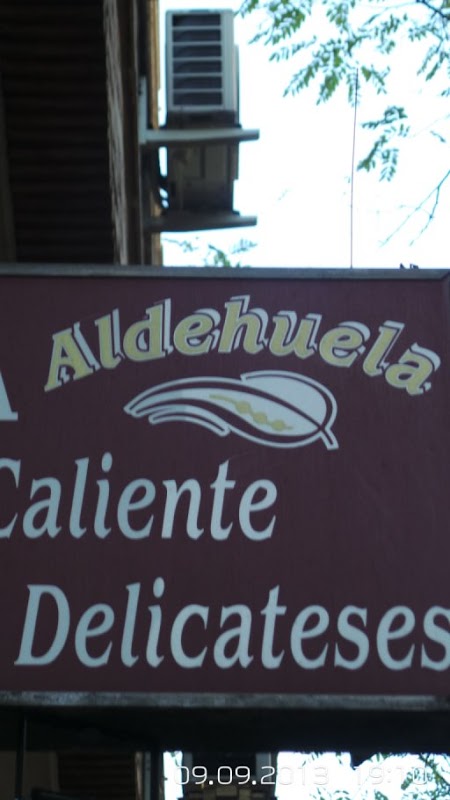 Aldehuela
Caliente
Delicateses
09.09.2013